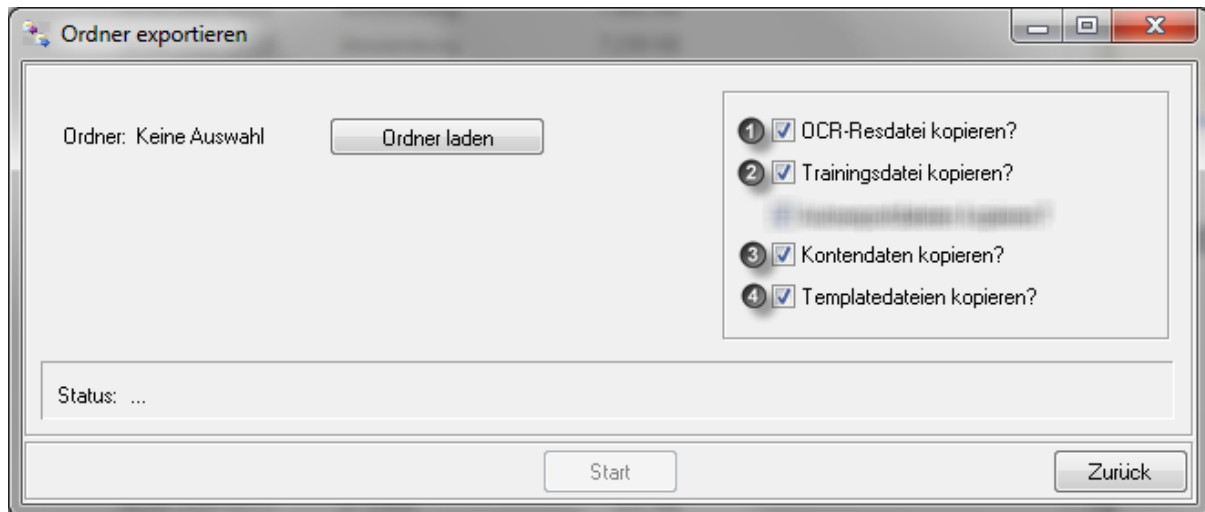 Ordner exportieren
Ordner: Keine Auswahl
Ordner laden
1 OCR-Resdatei kopieren?
2 Trainingsdatei kopieren?
3 Kontendaten kopieren?
4 Templatedateien kopieren?
Status: ...
Start
Zurück